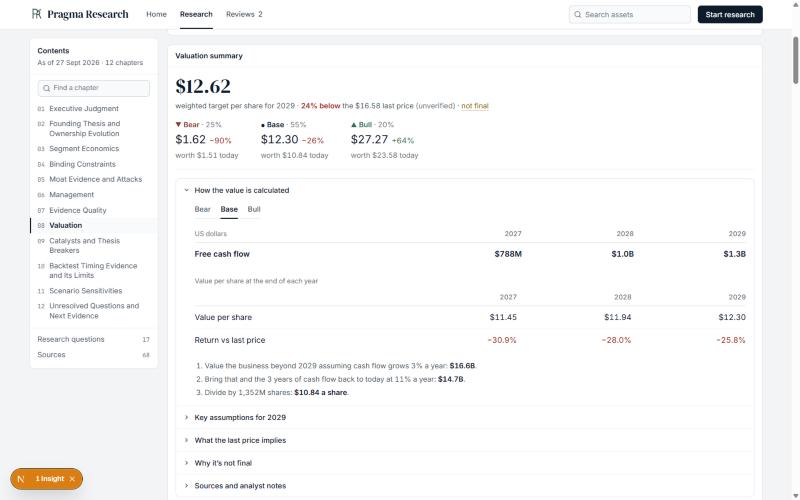 Pragma Research
Home Research Reviews 2
Search assets
Start research
Contents
As of 27 Sept 2026 · 12 chapters
Find a chapter
01 Executive Judgment
02 Founding Thesis and
Ownership Evolution
03 Segment Economics
04 Binding Constraints
05 Moat Evidence and Attacks
06 Management
07 Evidence Quality
08 Valuation
09 Catalysts and Thesis
Breakers
10 Backtest Timing Evidence
and Its Limits
11 Scenario Sensitivities
12 Unresolved Questions and
Next Evidence
Research questions 17
Sources 68
Valuation summary
$12.62
weighted target per share for 2029 · 24% below the $16.58 last price (unverified) · not final
▼ Bear · 25% ● Base · 55% ▲ Bull · 20%
$1.62 −90% $12.30 −26% $27.27 +64%
worth $1.51 today worth $10.84 today worth $23.58 today
How the value is calculated
Bear Base Bull
US dollars 2027 2028 2029
Free cash flow $788M $1.0B $1.3B
Value per share at the end of each year
2027 2028 2029
Value per share $11.45 $11.94 $12.30
Return vs last price −30.9% −28.0% −25.8%
1. Value the business beyond 2029 assuming cash flow grows 3% a year: $16.6B.
2. Bring that and the 3 years of cash flow back to today at 11% a year: $14.7B.
3. Divide by 1,352M shares: $10.84 a share.
Key assumptions for 2029
What the last price implies
Why it's not final
Sources and analyst notes
N 1 Insight ×